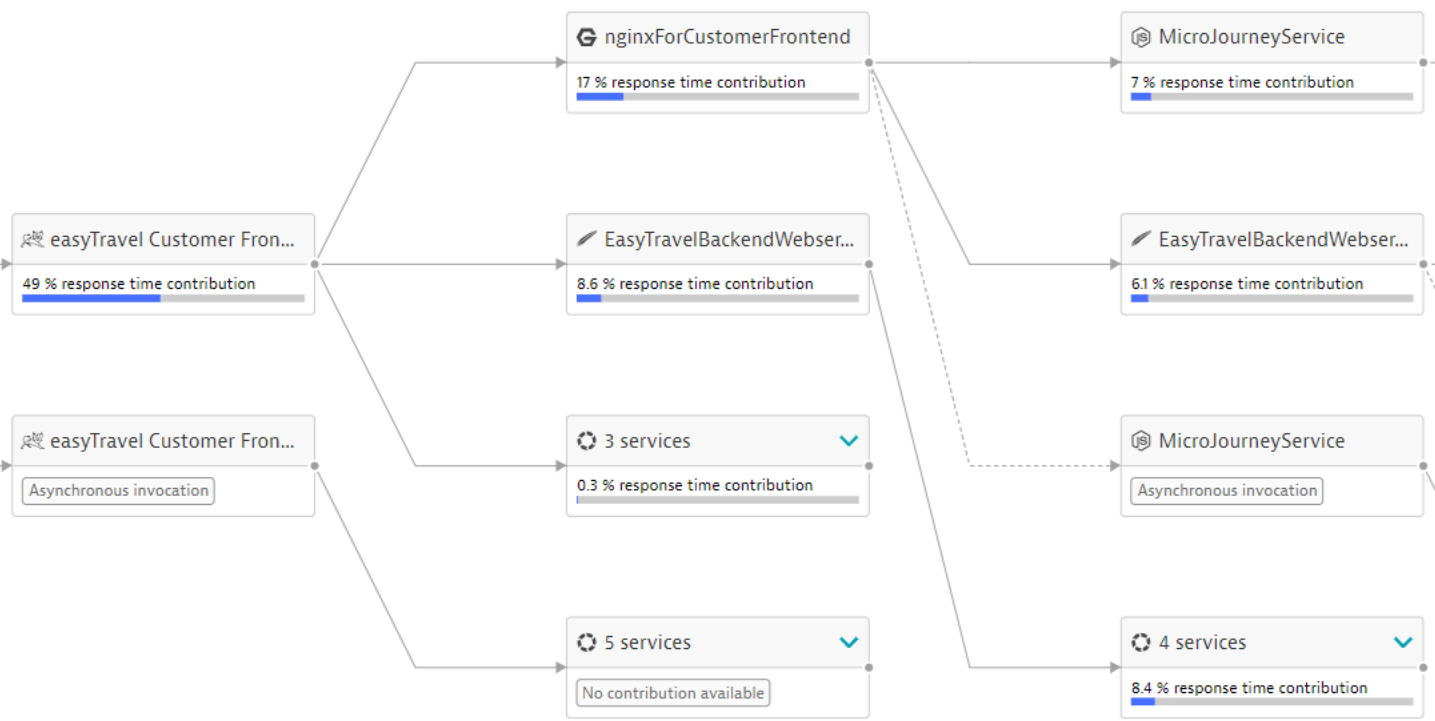 nginxForCustomerFrontend
17 % response time contribution
MicroJourneyService
7 % response time contribution
easyTravel Customer Fron...
49 % response time contribution
EasyTravelBackendWebser...
8.6 % response time contribution
EasyTravelBackendWebser...
6.1 % response time contribution
easyTravel Customer Fron...
Asynchronous invocation
3 services
0.3 % response time contribution
JS MicroJourneyService
Asynchronous invocation
5 services
No contribution available
4 services
8.4 % response time contribution